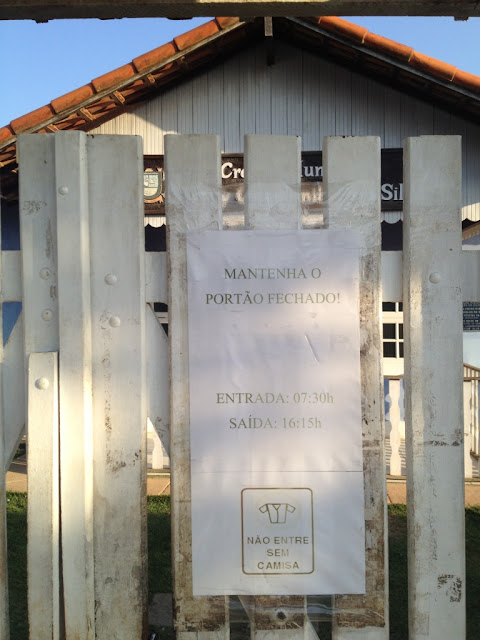 MANTENHA O
PORTÃO FECHADO!
ENTRADA: 07:30h
SAÍDA: 16:15h
NÃO ENTRE
SEM
CAMISA